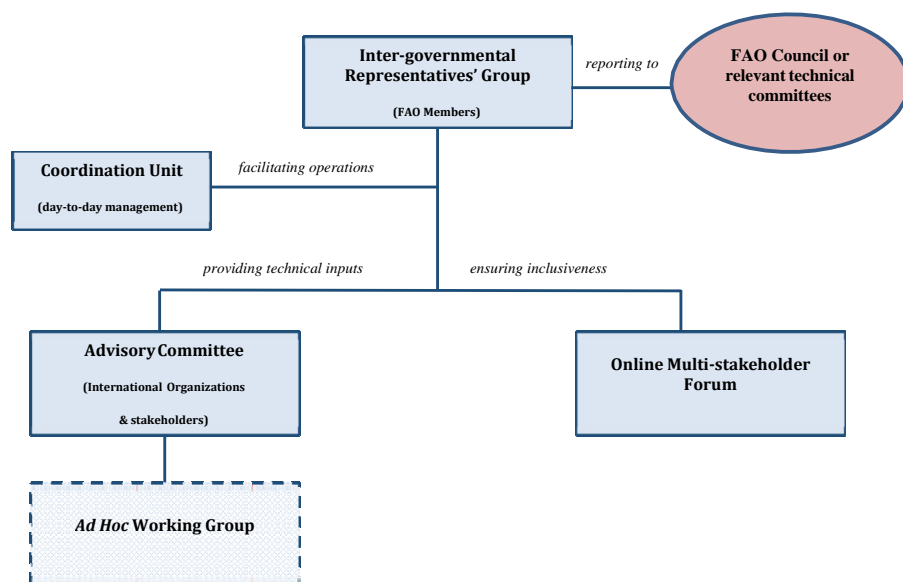 Inter-governmental
Representatives’ Group
(FAO Members)
reporting to
FAO Council or
relevant technical
committees
Coordination Unit
(day-to-day management)
facilitating operations
providing technical inputs
ensuring inclusiveness
Advisory Committee
(International Organizations
& stakeholders)
Online Multi-stakeholder
Forum
Ad Hoc Working Group